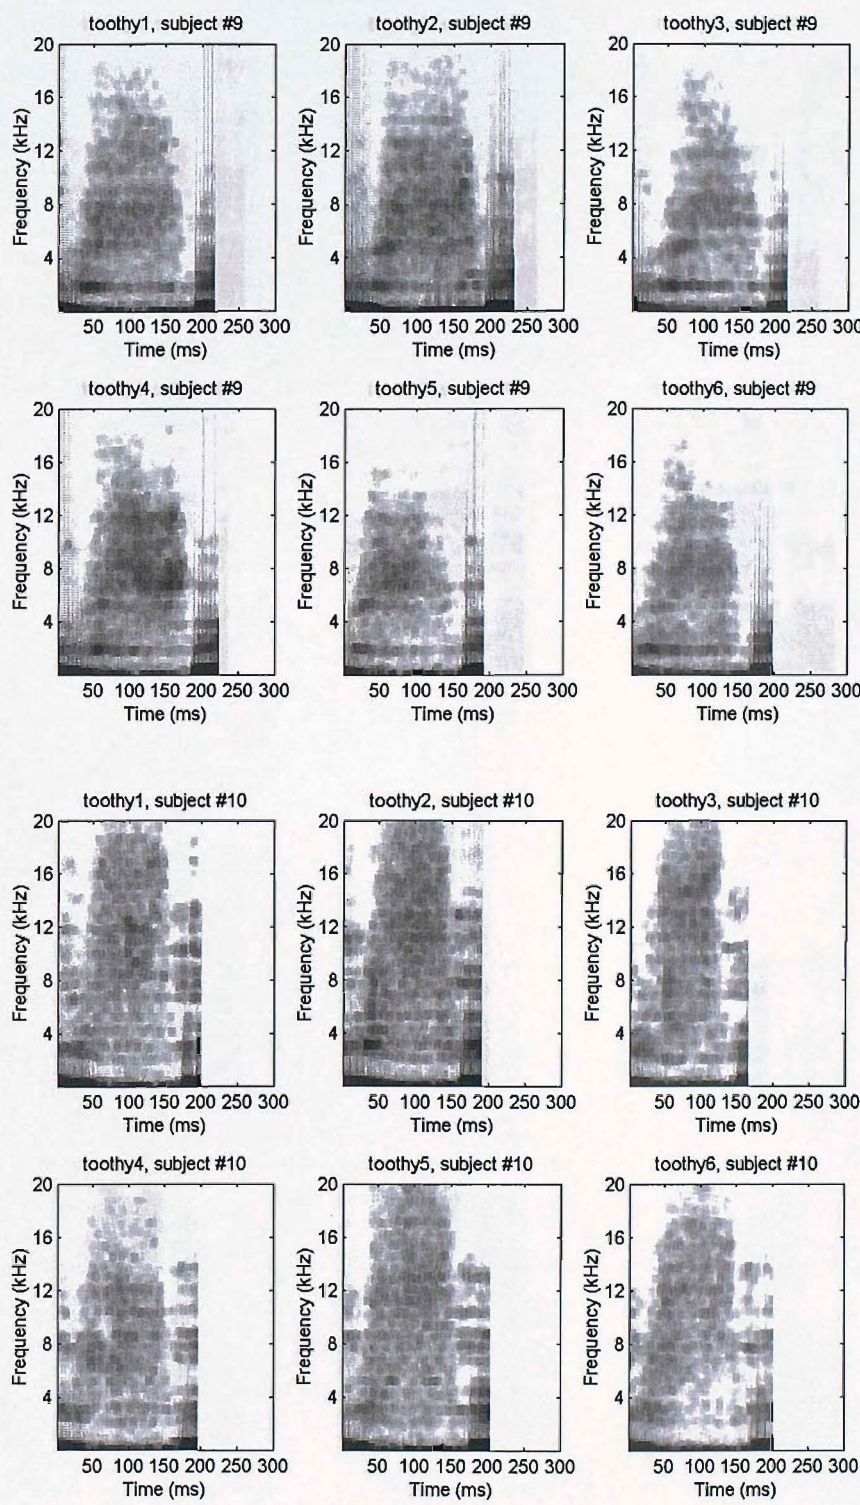 toothy1, subject #9
toothy2, subject #9
toothy3, subject #9
Frequency (kHz)
20
16
12
8
4
Frequency (kHz)
20
16
12
8
4
Frequency (kHz)
20
16
12
8
4
50 100 150 200 250 300
50 100 150 200 250 300
50 100 150 200 250 300
Time (ms)
Time (ms)
Time (ms)
toothy4, subject #9
toothy5, subject #9
toothy6, subject #9
Frequency (kHz)
20
16
12
8
4
Frequency (kHz)
20
16
12
8
4
Frequency (kHz)
20
16
12
8
4
50 100 150 200 250 300
50 100 150 200 250 300
50 100 150 200 250 300
Time (ms)
Time (ms)
Time (ms)
toothy1, subject #10
toothy2, subject #10
toothy3, subject #10
Frequency (kHz)
20
16
12
8
4
Frequency (kHz)
20
16
12
8
4
Frequency (kHz)
20
16
12
8
4
50 100 150 200 250 300
50 100 150 200 250 300
50 100 150 200 250 300
Time (ms)
Time (ms)
Time (ms)
toothy4, subject #10
toothy5, subject #10
toothy6, subject #10
Frequency (kHz)
20
16
12
8
4
Frequency (kHz)
20
16
12
8
4
Frequency (kHz)
20
16
12
8
4
50 100 150 200 250 300
50 100 150 200 250 300
50 100 150 200 250 300
Time (ms)
Time (ms)
Time (ms)